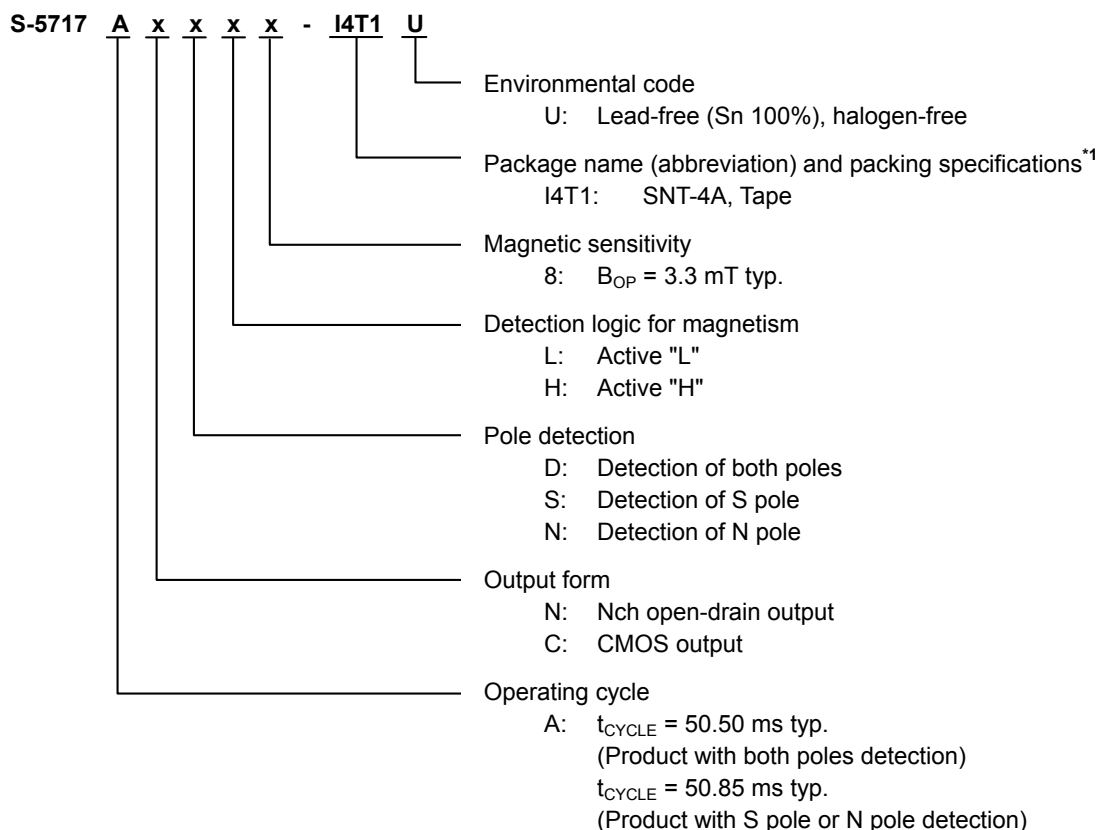 S-5717 A x x x x - I4T1 U
Environmental code
U: Lead-free (Sn 100%), halogen-free
Package name (abbreviation) and packing specifications*1
I4T1: SNT-4A, Tape
Magnetic sensitivity
8: BOP = 3.3 mT typ.
Detection logic for magnetism
L: Active "L"
H: Active "H"
Pole detection
D: Detection of both poles
S: Detection of S pole
N: Detection of N pole
Output form
N: Nch open-drain output
C: CMOS output
Operating cycle
A: tCYCLE = 50.50 ms typ.
(Product with both poles detection)
tCYCLE = 50.85 ms typ.
(Product with S pole or N pole detection)